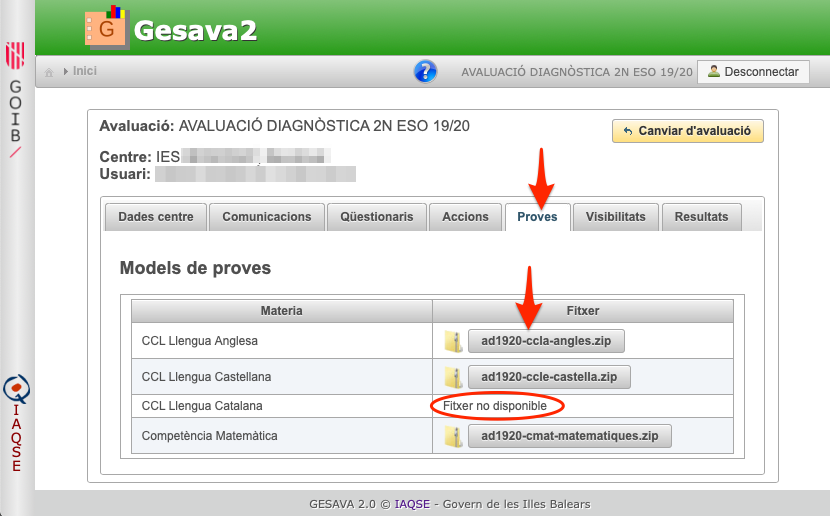 G
Gesava2
Inici
?
AVALUACIÓ DIAGNÒSTICA 2N ESO 19/20
Desconnectar
GOIB
Avaluació: AVALUACIÓ DIAGNÒSTICA 2N ESO 19/20
Canviar d'avaluació
Centre: IES
Usuari:
Dades centre
Comunicacions
Qüestionaris
Accions
Proves
Visibilitats
Resultats
Models de proves
Materia
Fitxer
CCL Llengua Anglesa
ad1920-ccla-angles.zip
CCL Llengua Castellana
ad1920-ccle-castella.zip
CCL Llengua Catalana
Fitxer no disponible
Competència Matemàtica
ad1920-cmat-matematiques.zip
IAQSE
GESAVA 2.0 © IAQSE - Govern de les Illes Balears